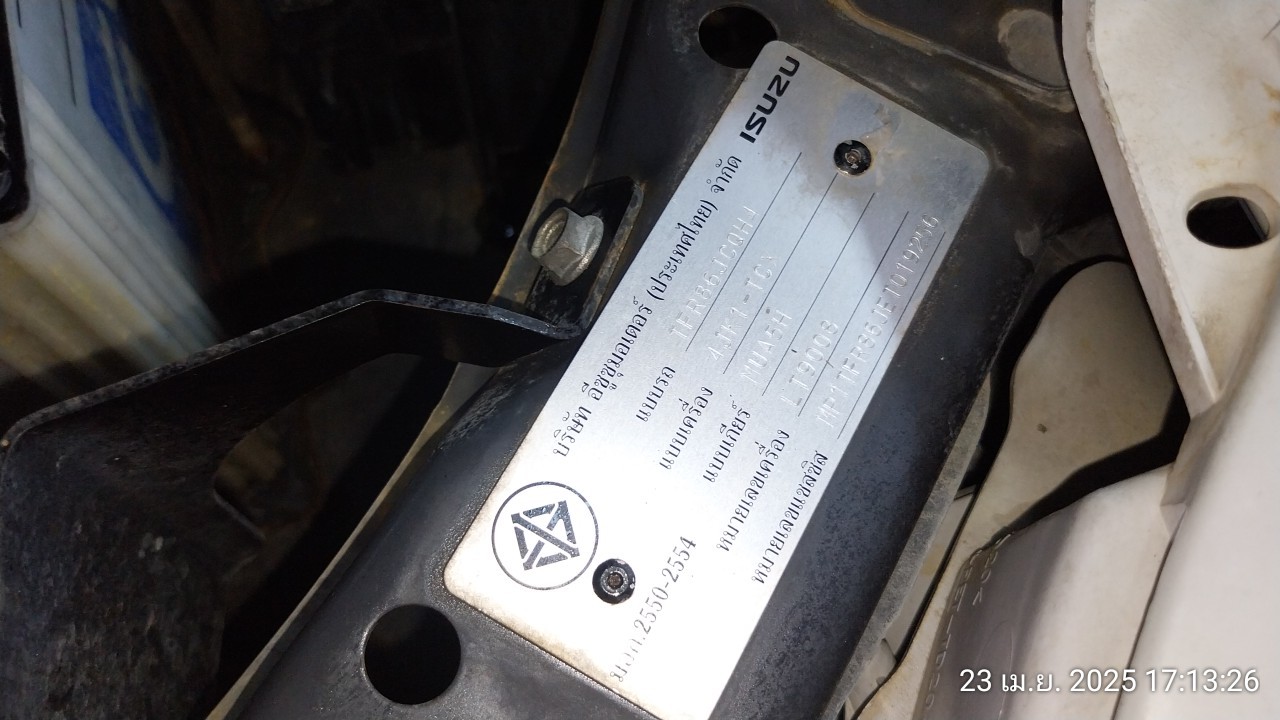 ISUZU
บริษัท อีซูซุมอเตอร์ (ประเทศไทย) จำกัด
แบบรถ TFR86JCQHJ
แบบเครื่อง 4JK1-TCX
แบบเกียร์ MUA5H
หมายเลขเครื่อง LT9008
หมายเลขแชสซิส
มอก.2550-2554
23 เม.ย. 2025 17:13:26